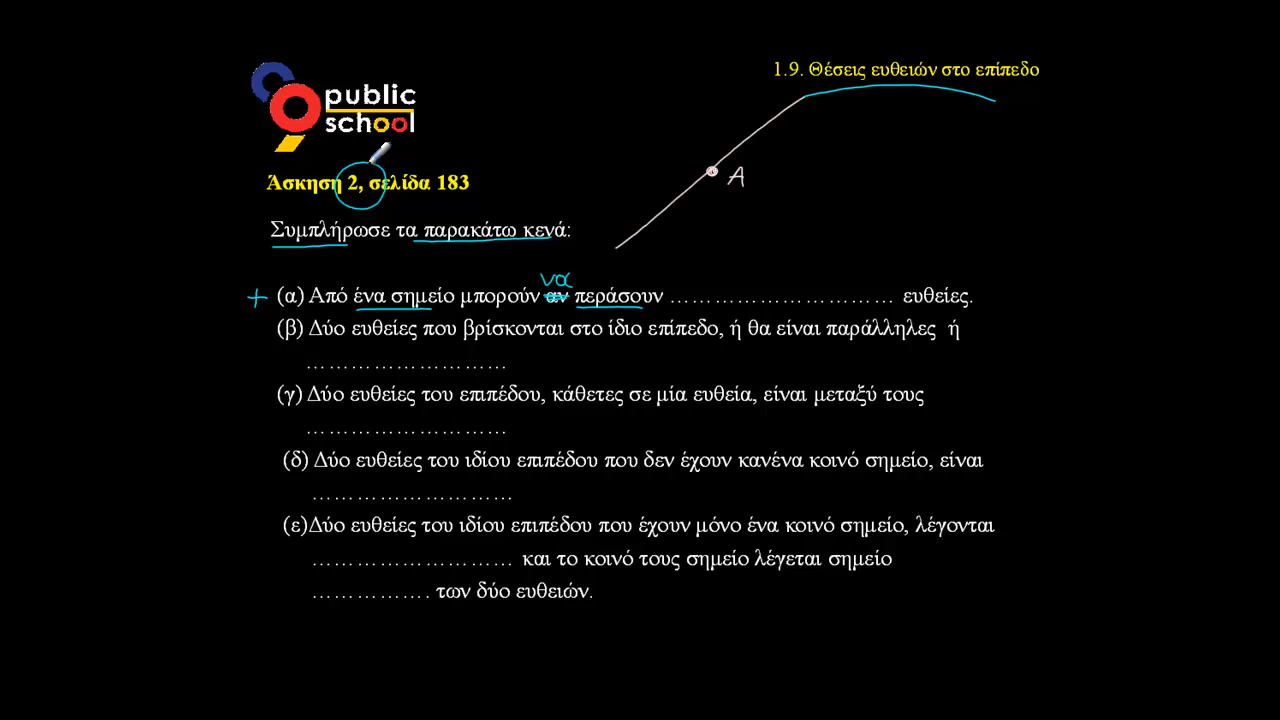 public
school
1.9. Θέσεις ευθειών στο επίπεδο
Α
Άσκηση 2, σελίδα 183
Συμπλήρωσε τα παρακάτω κενά:
να
+ (α) Από ένα σημείο μπορούν αν περάσουν ………………………… ευθείες.
(β) Δύο ευθείες που βρίσκονται στο ίδιο επίπεδο, ή θα είναι παράλληλες ή
………………………
(γ) Δύο ευθείες του επιπέδου, κάθετες σε μία ευθεία, είναι μεταξύ τους
………………………
(δ) Δύο ευθείες του ιδίου επιπέδου που δεν έχουν κανένα κοινό σημείο, είναι
………………………
(ε)Δύο ευθείες του ιδίου επιπέδου που έχουν μόνο ένα κοινό σημείο, λέγονται
……………………… και το κοινό τους σημείο λέγεται σημείο
……………. των δύο ευθειών.